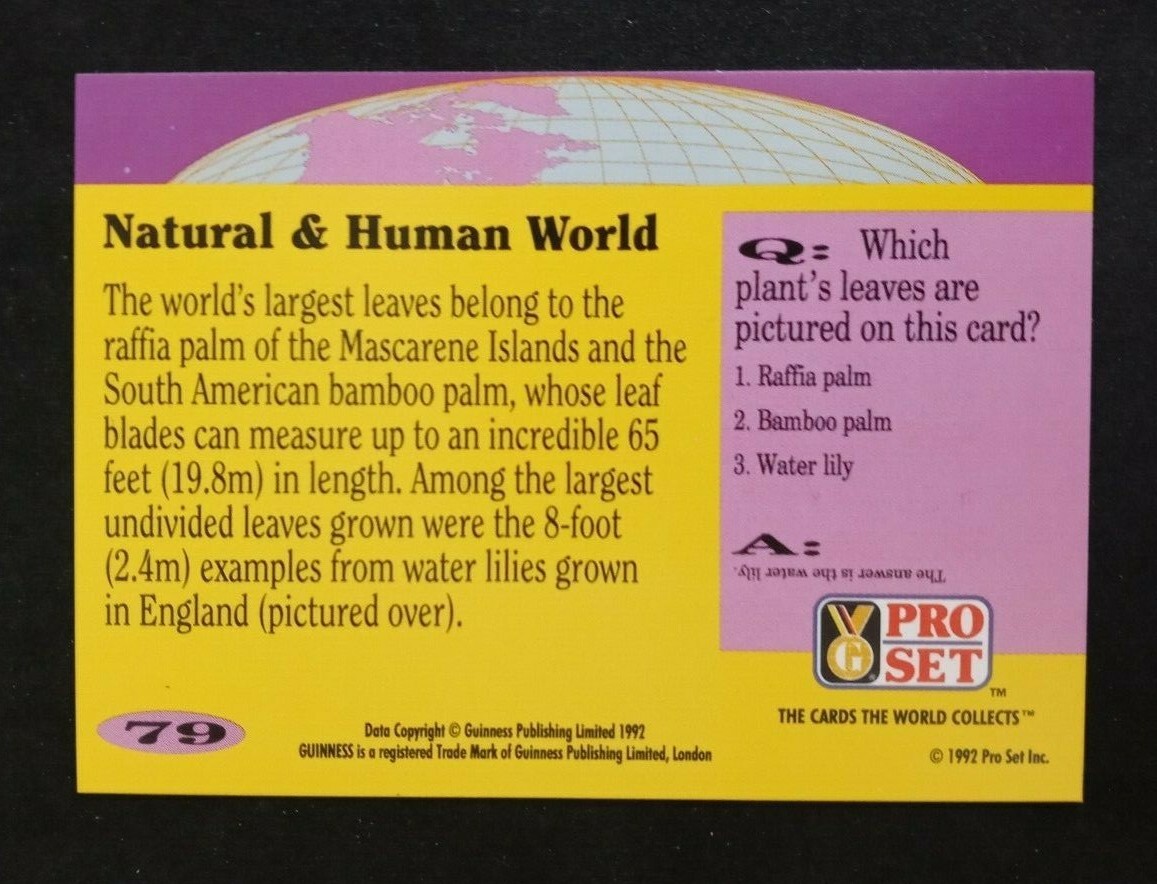 Natural & Human World
The world's largest leaves belong to the
raffia palm of the Mascarene Islands and the
South American bamboo palm, whose leaf
blades can measure up to an incredible 65
feet (19.8m) in length. Among the largest
undivided leaves grown were the 8-foot
(2.4m) examples from water lilies grown
in England (pictured over).
Q: Which
plant's leaves are
pictured on this card?
1. Raffia palm
2. Bamboo palm
3. Water lily
A:
The answer is the water lily.
G
PRO
SET
TM
THE CARDS THE WORLD COLLECTS™
© 1992 Pro Set Inc.
79
Data Copyright © Guinness Publishing Limited 1992
GUINNESS is a registered Trade Mark of Guinness Publishing Limited, London